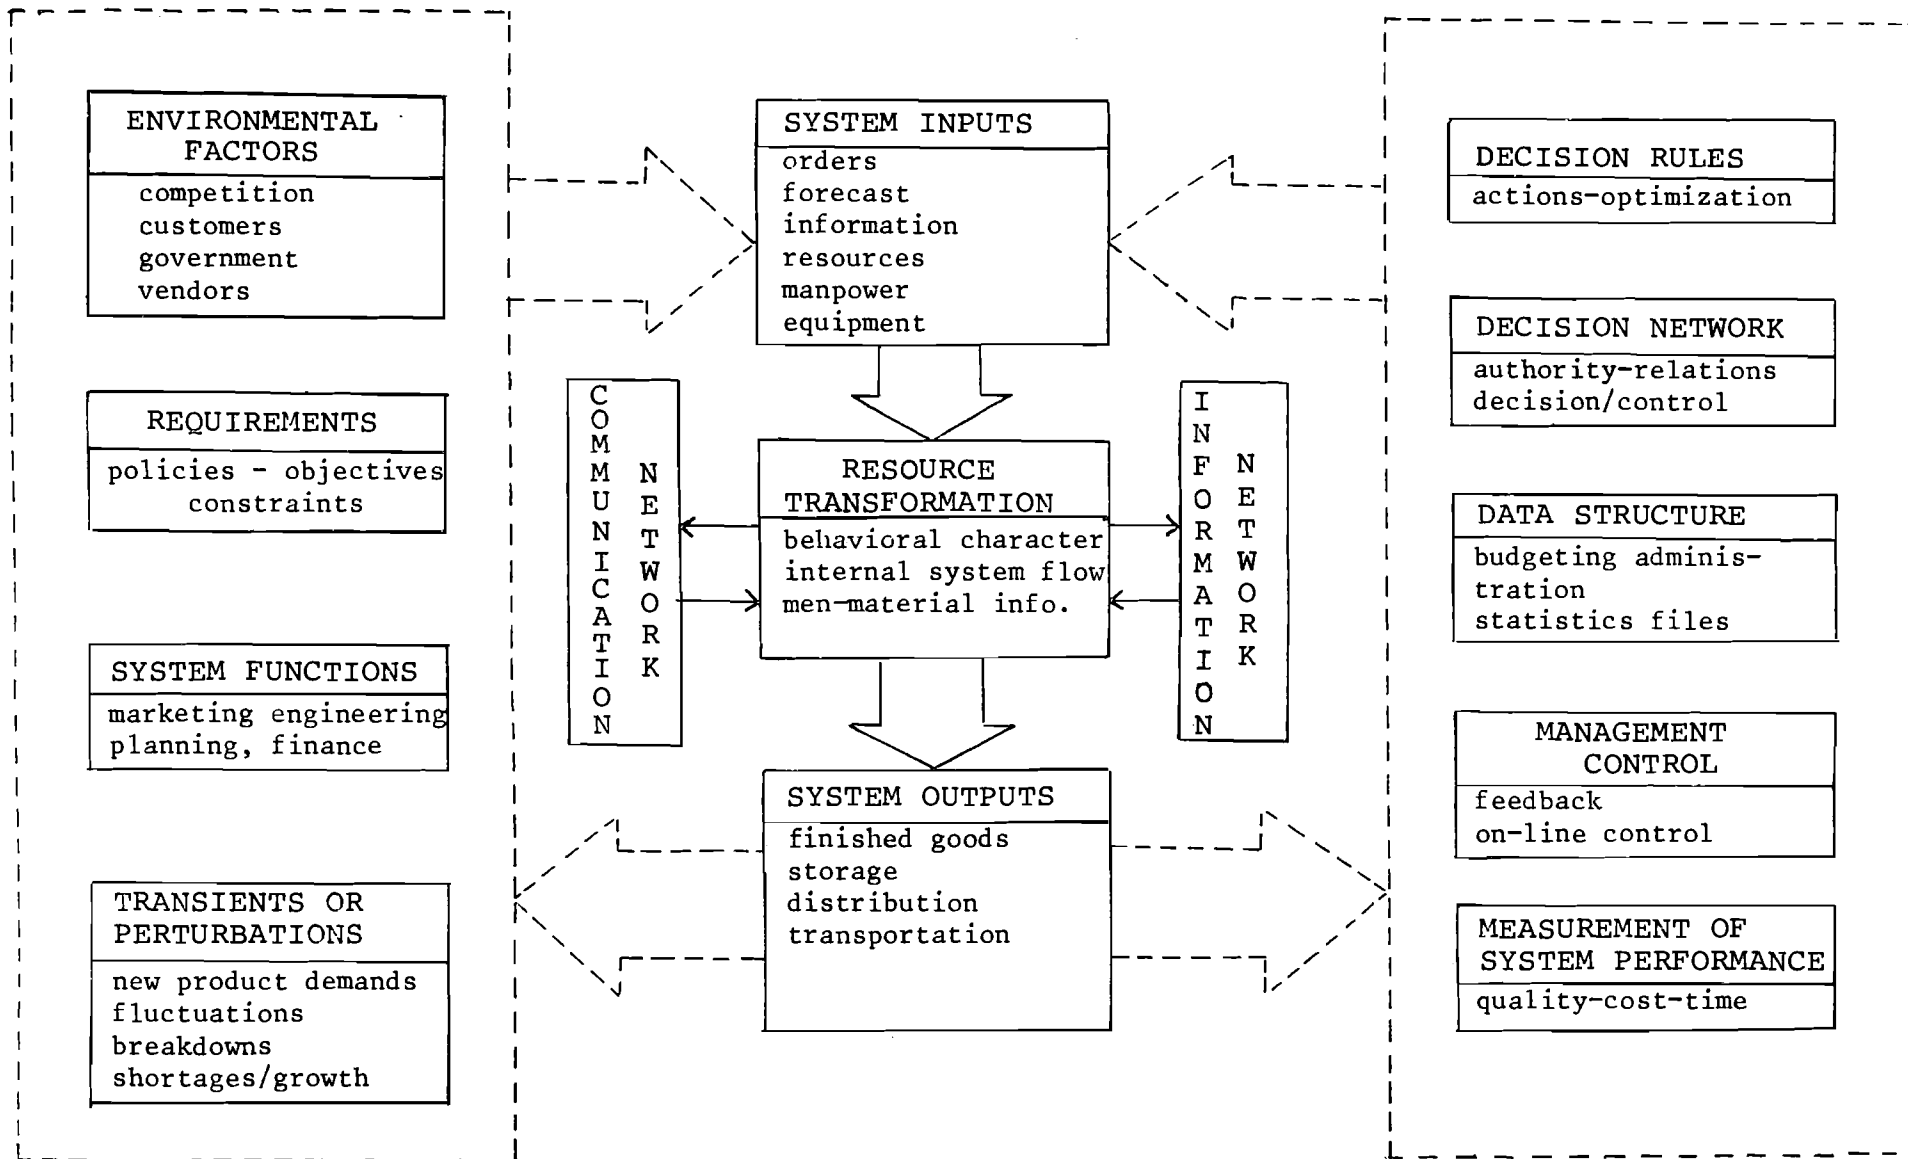 ENVIRONMENTAL
FACTORS
competition
customers
government
vendors
REQUIREMENTS
policies - objectives
constraints
SYSTEM FUNCTIONS
marketing engineering
planning, finance
TRANSIENTS OR
PERTURBATIONS
new product demands
fluctuations
breakdowns
shortages/growth
SYSTEM INPUTS
orders
forecast
information
resources
manpower
equipment
COMMUNICATION
NETWORK
RESOURCE
TRANSFORMATION
behavioral character
internal system flow
men-material info.
INFORMATION
NETWORK
SYSTEM OUTPUTS
finished goods
storage
distribution
transportation
DECISION RULES
actions-optimization
DECISION NETWORK
authority-relations
decision/control
DATA STRUCTURE
budgeting adminis-
tration
statistics files
MANAGEMENT
CONTROL
feedback
on-line control
MEASUREMENT OF
SYSTEM PERFORMANCE
quality-cost-time